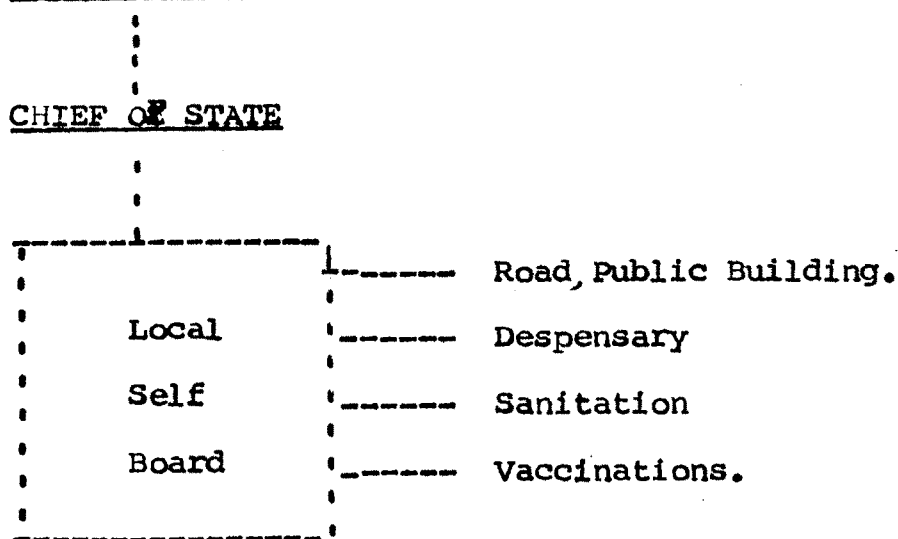 CHIEF OF STATE
Road, Public Building.
Local
Despensary
Self
Sanitation
Board
Vaccinations.